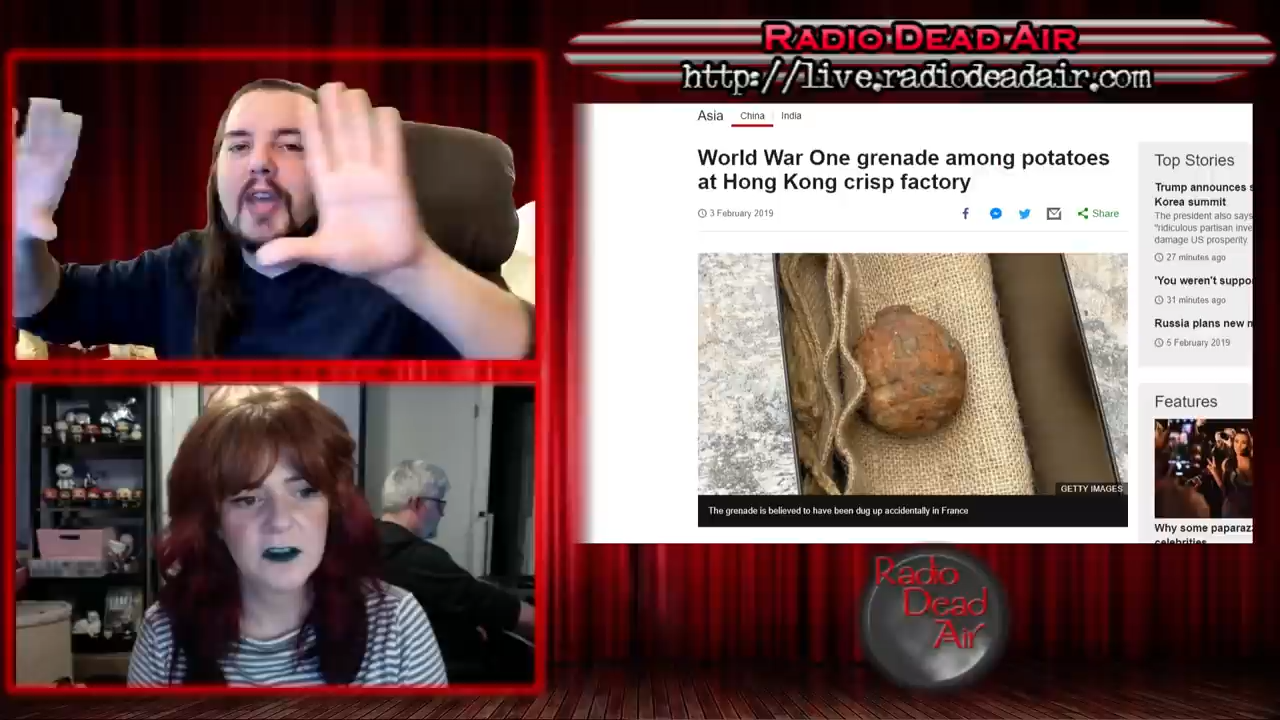 RADIO DEAD AIR
http://live.radiodeadair.com
Asia China India
World War One grenade among potatoes
at Hong Kong crisp factory
3 February 2019
Share
GETTY IMAGES
The grenade is believed to have been dug up accidentally in France
Top Stories
Trump announces s
Korea summit
The president also says
"ridiculous partisan inve
damage US prosperity.
27 minutes ago
'You weren't suppo
31 minutes ago
Russia plans new m
5 February 2019
Features
Why some paparaz
celebrities
Radio
Dead
Air